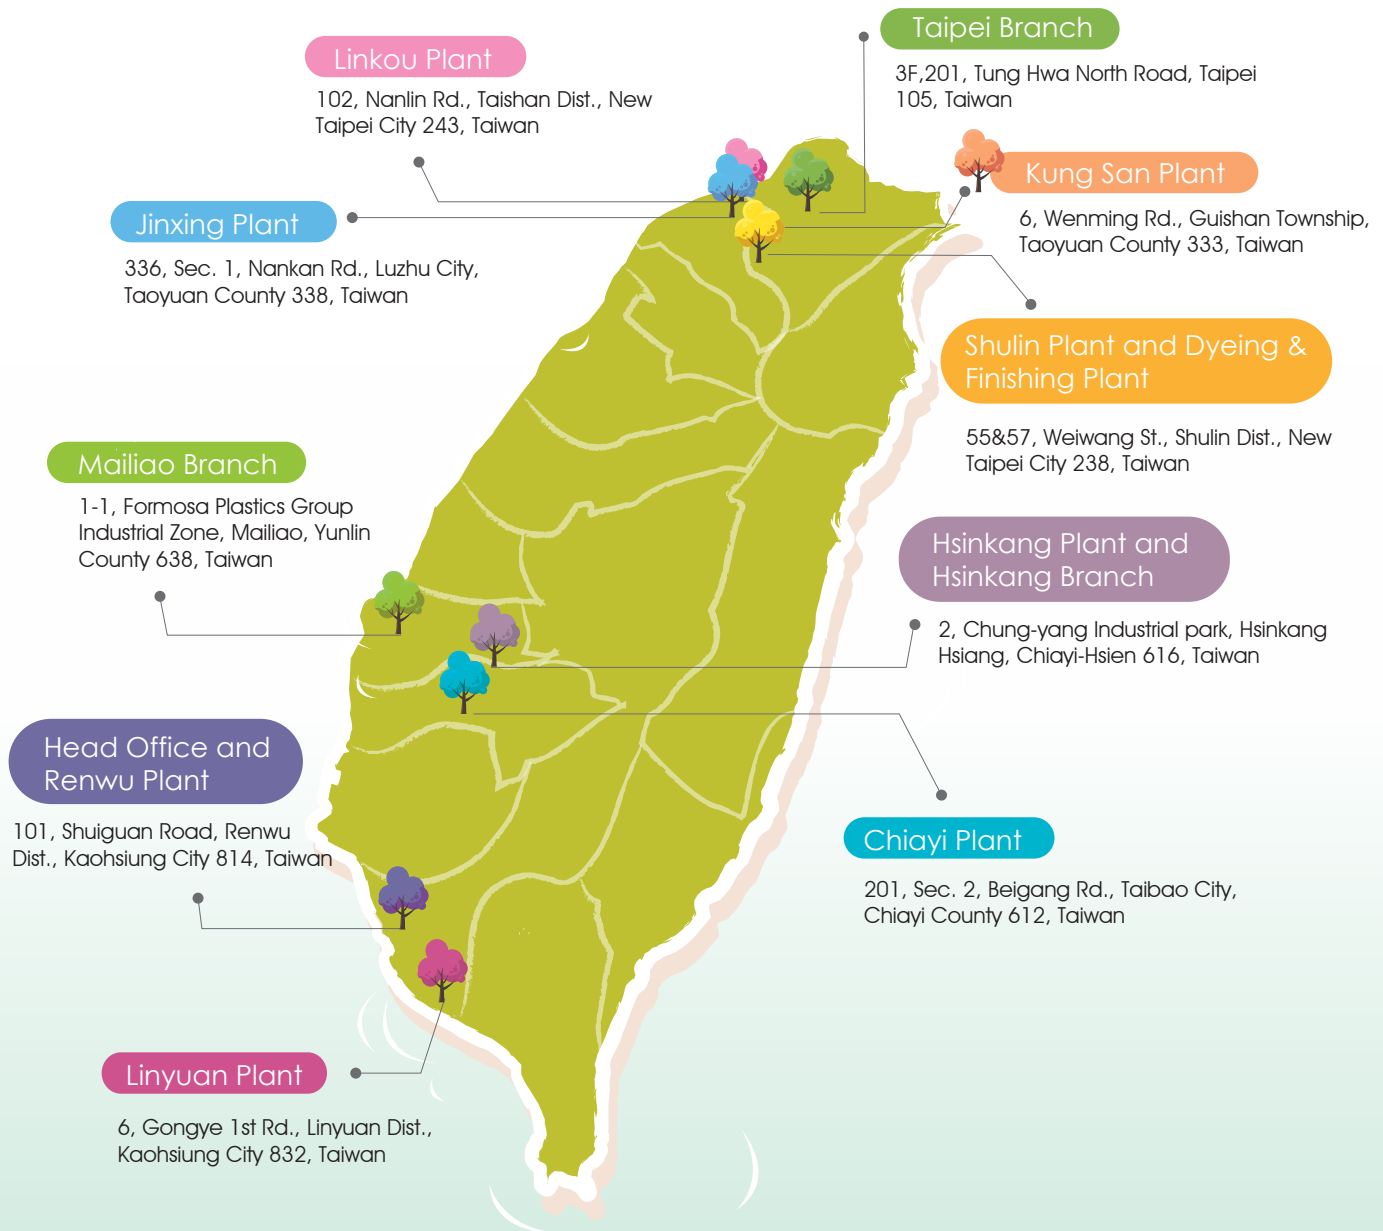 Taipei Branch
3F,201, Tung Hwa North Road, Taipei
105, Taiwan
Linkou Plant
102, Nanlin Rd., Taishan Dist., New
Taipei City 243, Taiwan
Kung San Plant
6, Wenming Rd., Guishan Township,
Taoyuan County 333, Taiwan
Jinxing Plant
336, Sec. 1, Nankan Rd., Luzhu City,
Taoyuan County 338, Taiwan
Shulin Plant and Dyeing &
Finishing Plant
55&57, Weiwang St., Shulin Dist., New
Taipei City 238, Taiwan
Mailiao Branch
1-1, Formosa Plastics Group
Industrial Zone, Mailiao, Yunlin
County 638, Taiwan
Hsinkang Plant and
Hsinkang Branch
2, Chung-yang Industrial park, Hsinkang
Hsiang, Chiayi-Hsien 616, Taiwan
Head Office and
Renwu Plant
101, Shuiguan Road, Renwu
Dist., Kaohsiung City 814, Taiwan
Chiayi Plant
201, Sec. 2, Beigang Rd., Taibao City,
Chiayi County 612, Taiwan
Linyuan Plant
6, Gongye 1st Rd., Linyuan Dist.,
Kaohsiung City 832, Taiwan